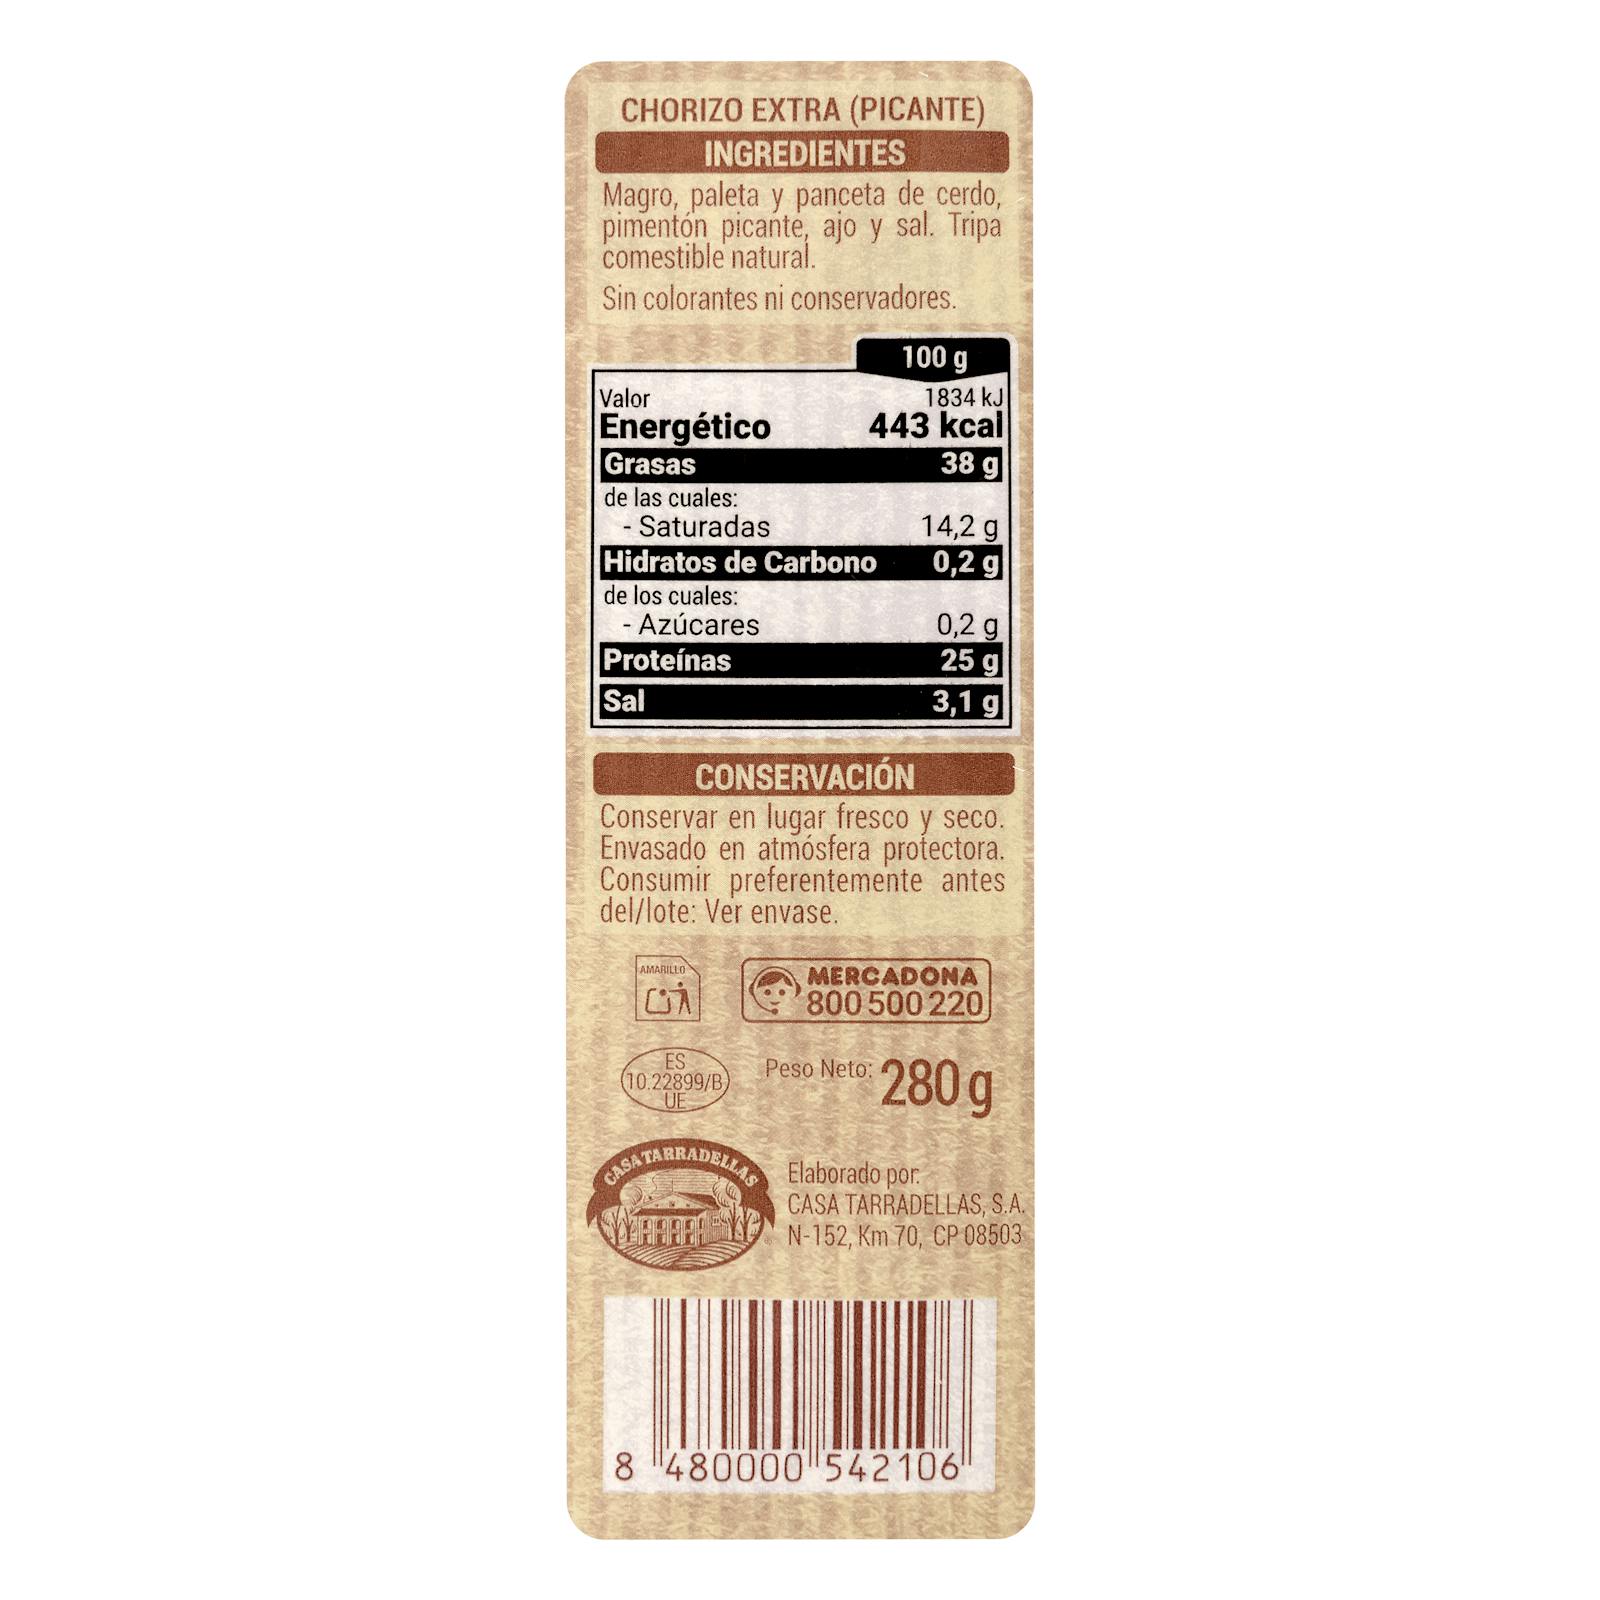 CHORIZO EXTRA (PICANTE)
INGREDIENTES
Magro, paleta y panceta de cerdo,
pimentón picante, ajo y sal. Tripa
comestible natural.
Sin colorantes ni conservadores.
100 g
Valor 1834 kJ
Energético 443 kcal
Grasas 38 g
de las cuales:
- Saturadas 14,2 g
Hidratos de Carbono 0,2 g
de los cuales:
- Azúcares 0,2 g
Proteínas 25 g
Sal 3,1 g
CONSERVACIÓN
Conservar en lugar fresco y seco.
Envasado en atmósfera protectora.
Consumir preferentemente antes
del/lote: Ver envase.
AMARILLO
MERCADONA
800 500 220
ES
10.22899/B
UE
Peso Neto: 280 g
CASA TARRADELLAS
Elaborado por:
CASA TARRADELLAS, S.A.
N-152, Km 70, CP 08503
8 480000 542106